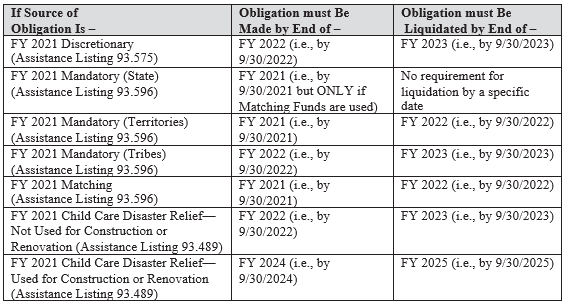 If Source of
Obligation Is –
Obligation must Be
Made by End of –
Obligation must Be
Liquidated by End of –
FY 2021 Discretionary
(Assistance Listing 93.575)
FY 2022 (i.e., by
9/30/2022)
FY 2023 (i.e., by 9/30/2023)
FY 2021 Mandatory (State)
(Assistance Listing 93.596)
FY 2021 (i.e., by
9/30/2021 but ONLY if
Matching Funds are used)
No requirement for
liquidation by a specific
date
FY 2021 Mandatory (Territories)
(Assistance Listing 93.596)
FY 2021 (i.e., by
9/30/2021)
FY 2022 (i.e., by 9/30/2022)
FY 2021 Mandatory (Tribes)
(Assistance Listing 93.596)
FY 2022 (i.e., by
9/30/2022)
FY 2023 (i.e., by 9/30/2023)
FY 2021 Matching
(Assistance Listing 93.596)
FY 2021 (i.e., by
9/30/2021)
FY 2022 (i.e., by 9/30/2022)
FY 2021 Child Care Disaster Relief—
Not Used for Construction or
Renovation (Assistance Listing 93.489)
FY 2022 (i.e., by
9/30/2022)
FY 2023 (i.e., by 9/30/2023)
FY 2021 Child Care Disaster Relief—
Used for Construction or Renovation
(Assistance Listing 93.489)
FY 2024 (i.e., by
9/30/2024)
FY 2025 (i.e., by 9/30/2025)